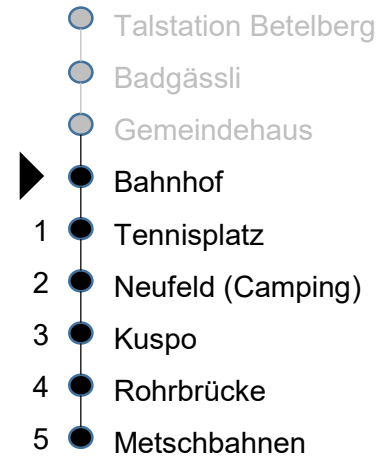 Talstation Betelberg
Badgässli
Gemeindehaus
Bahnhof
1 Tennisplatz
2 Neufeld (Camping)
3 Kuspo
4 Rohrbrücke
5 Metschbahnen